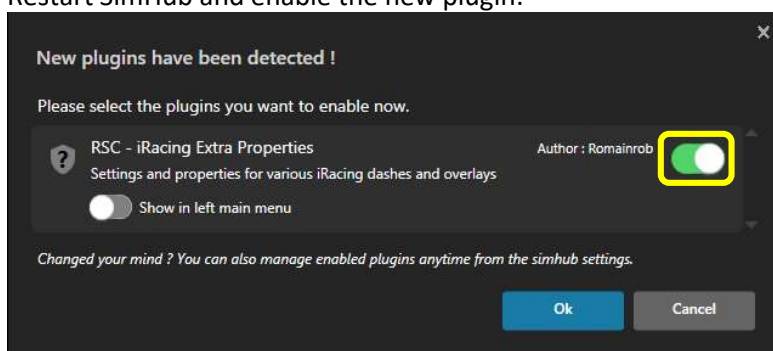 Restart SimHub and enable the new plugin.
New plugins have been detected !
Please select the plugins you want to enable now.
RSC - iRacing Extra Properties
Author : Romainrob
Settings and properties for various iRacing dashes and overlays
Show in left main menu
Changed your mind ? You can also manage enabled plugins anytime from the simhub settings.
Ok
Cancel